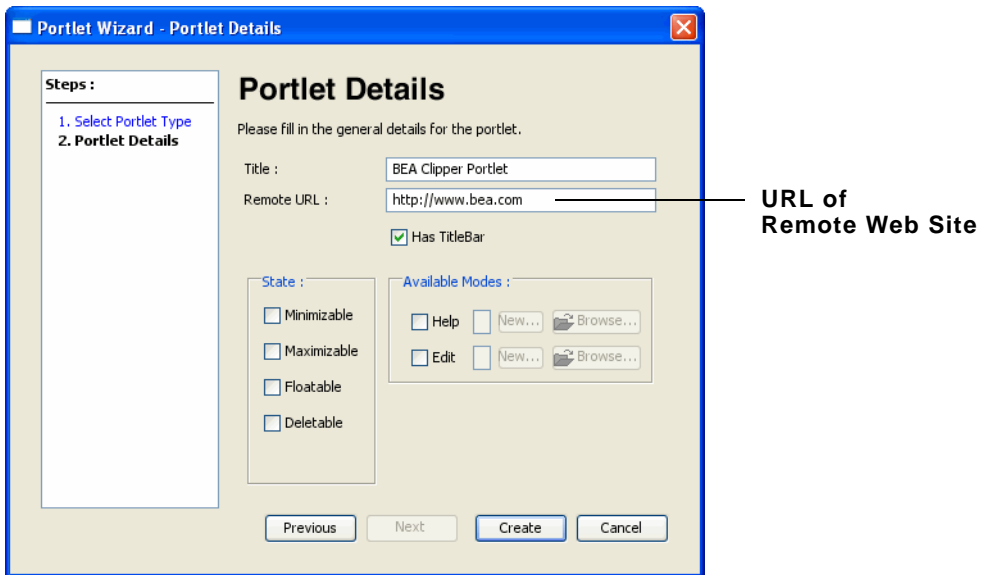 Portlet Wizard - Portlet Details
Steps :
1. Select Portlet Type
2. Portlet Details
Portlet Details
Please fill in the general details for the portlet.
Title :
BEA Clipper Portlet
Remote URL :
http://www.bea.com
URL of
Remote Web Site
Has TitleBar
State :
Minimizable
Maximizable
Floatable
Deletable
Available Modes :
Help New... Browse...
Edit New... Browse...
Previous Next Create Cancel